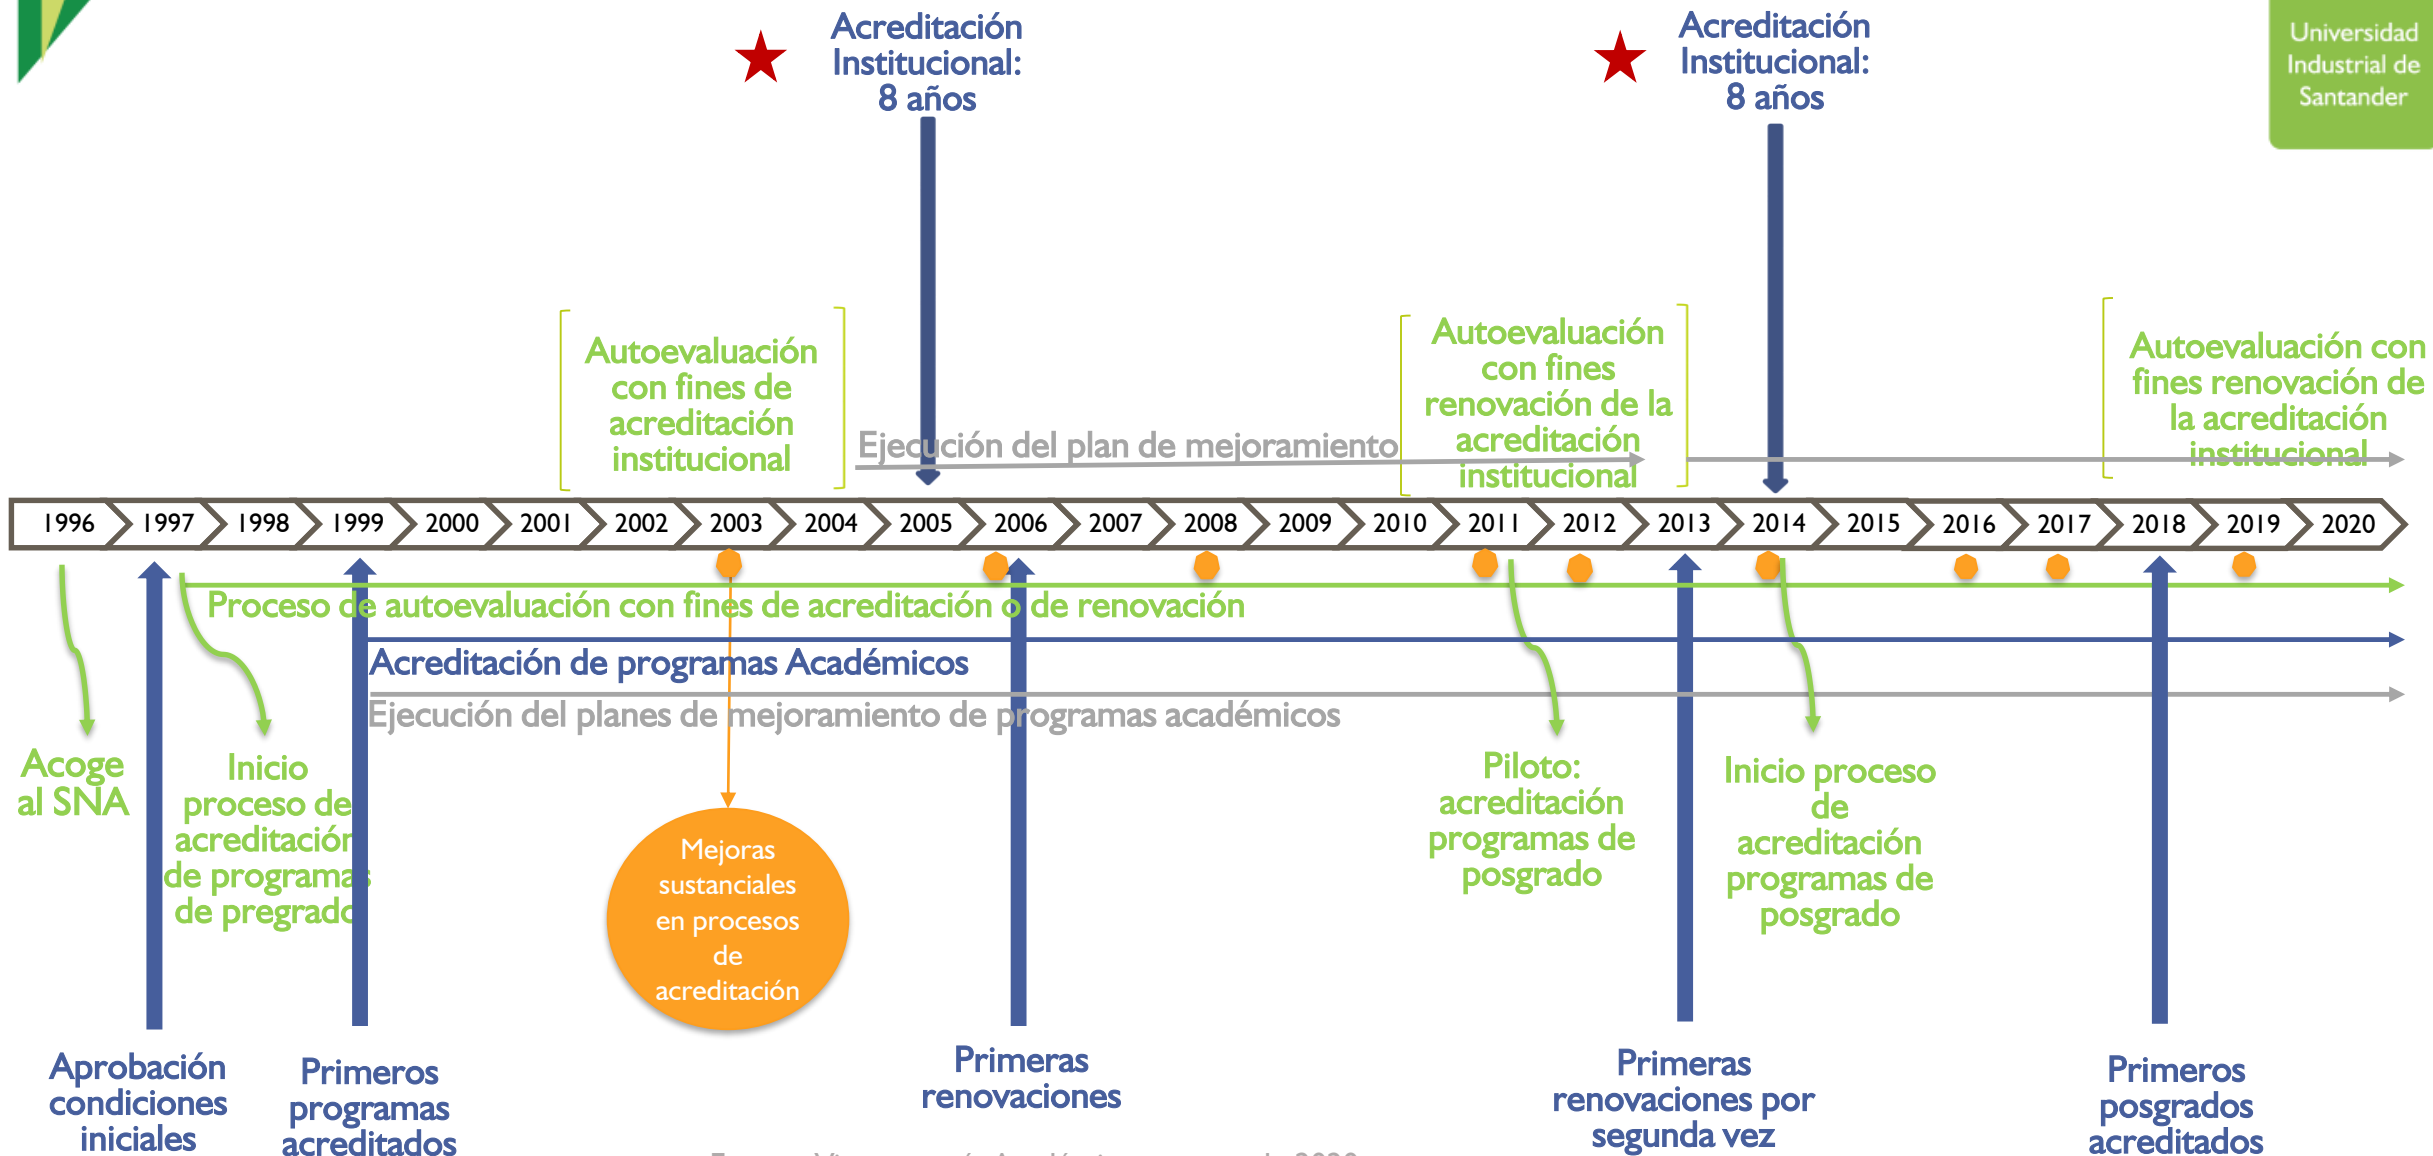 Acreditación
Institucional:
8 años
Acreditación
Institucional:
8 años
Universidad
Industrial de
Santander
Autoevaluación
con fines de
acreditación
institucional
Ejecución del plan de mejoramiento
Autoevaluación
con fines
renovación de la
acreditación
institucional
Autoevaluación con
fines renovación de
la acreditación
institucional
1996 1997 1998 1999 2000 2001 2002 2003 2004 2005 2006 2007 2008 2009 2010 2011 2012 2013 2014 2015 2016 2017 2018 2019 2020
Proceso de autoevaluación con fines de acreditación o de renovación
Acreditación de programas Académicos
Ejecución del planes de mejoramiento de programas académicos
Acoge
al SNA
Inicio
proceso de
acreditación
de programas
de pregrado
Mejoras
sustanciales
en procesos
de
acreditación
Piloto:
acreditación
programas de
posgrado
Inicio proceso
de
acreditación
programas de
posgrado
Aprobación
condiciones
iniciales
Primeros
programas
acreditados
Primeras
renovaciones
Primeras
renovaciones por
segunda vez
Primeros
posgrados
acreditados
2020